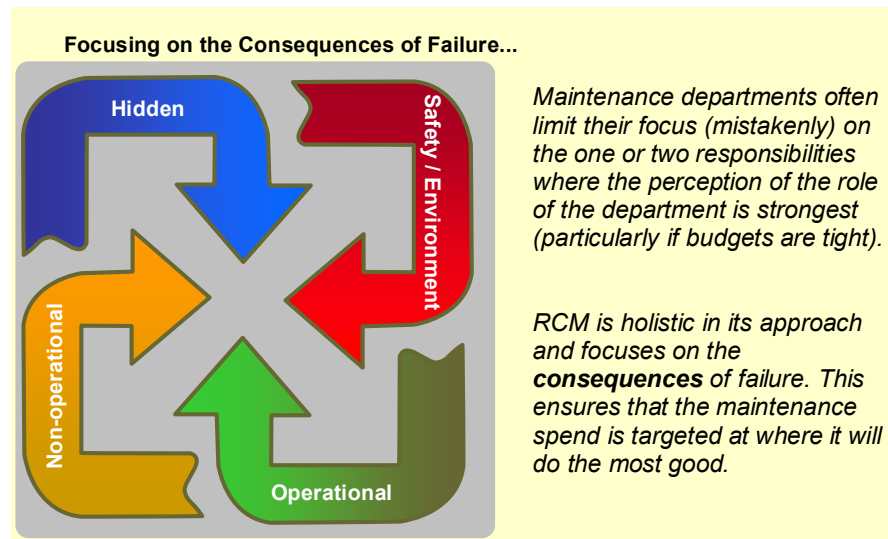 Focusing on the Consequences of Failure...
Hidden
Safety / Environment
Non-operational
Operational
Maintenance departments often
limit their focus (mistakenly) on
the one or two responsibilities
where the perception of the role
of the department is strongest
(particularly if budgets are tight).
RCM is holistic in its approach
and focuses on the
consequences of failure. This
ensures that the maintenance
spend is targeted at where it will
do the most good.